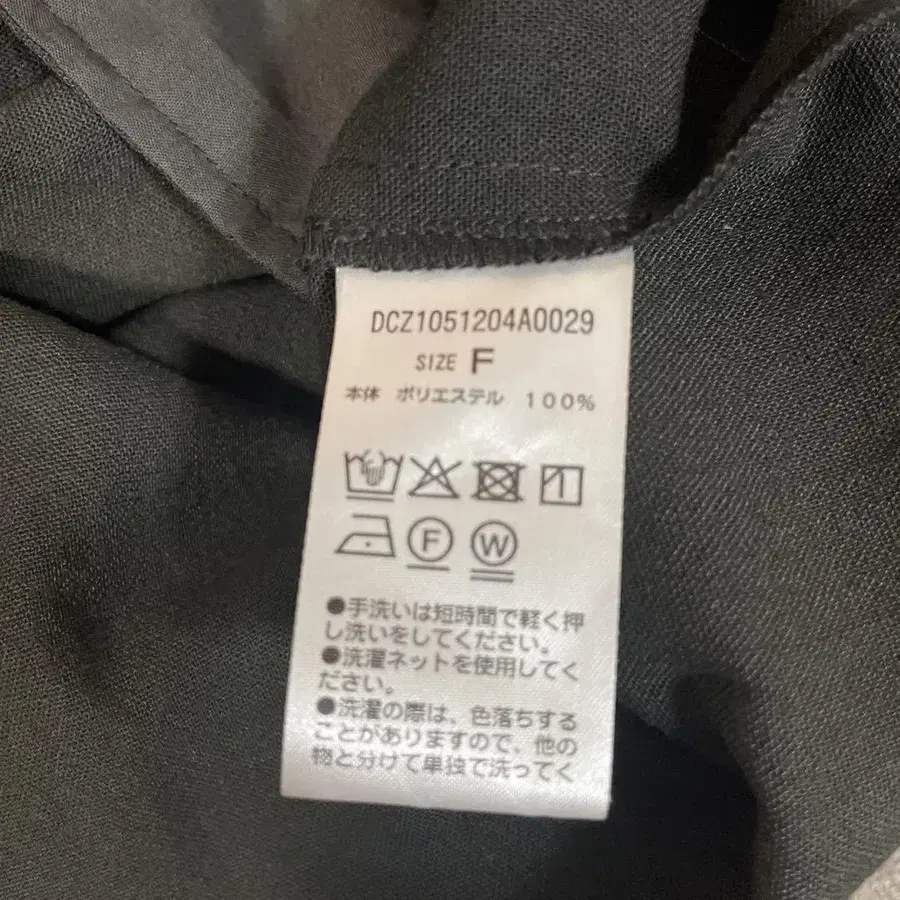 DCZ1051204A0029
SIZE F
本体 ポリエステル 100%
F W
●手洗いは短時間で軽く押
し洗いをしてください。
●洗濯ネットを使用してく
ださい。
●洗濯の際は、色落ちする
ことがありますので、他の
物と分けて単独で洗ってく